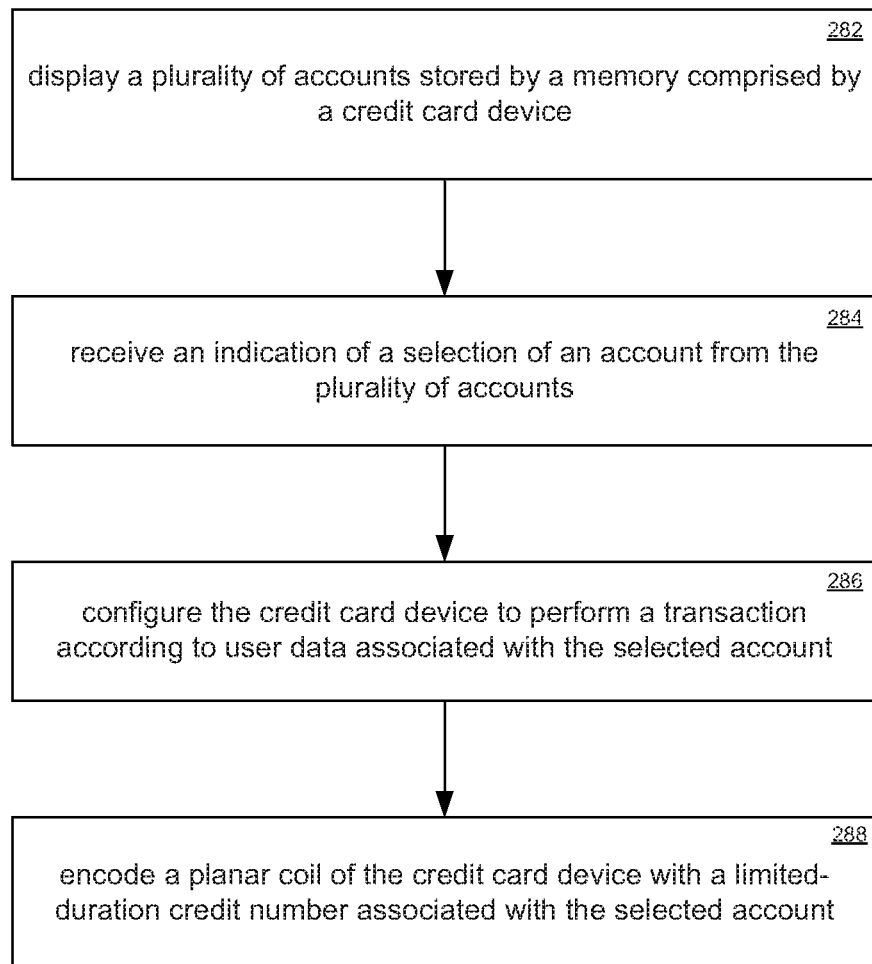 282
display a plurality of accounts stored by a memory comprised by
a credit card device
284
receive an indication of a selection of an account from the
plurality of accounts
286
configure the credit card device to perform a transaction
according to user data associated with the selected account
288
encode a planar coil of the credit card device with a limited-
duration credit number associated with the selected account